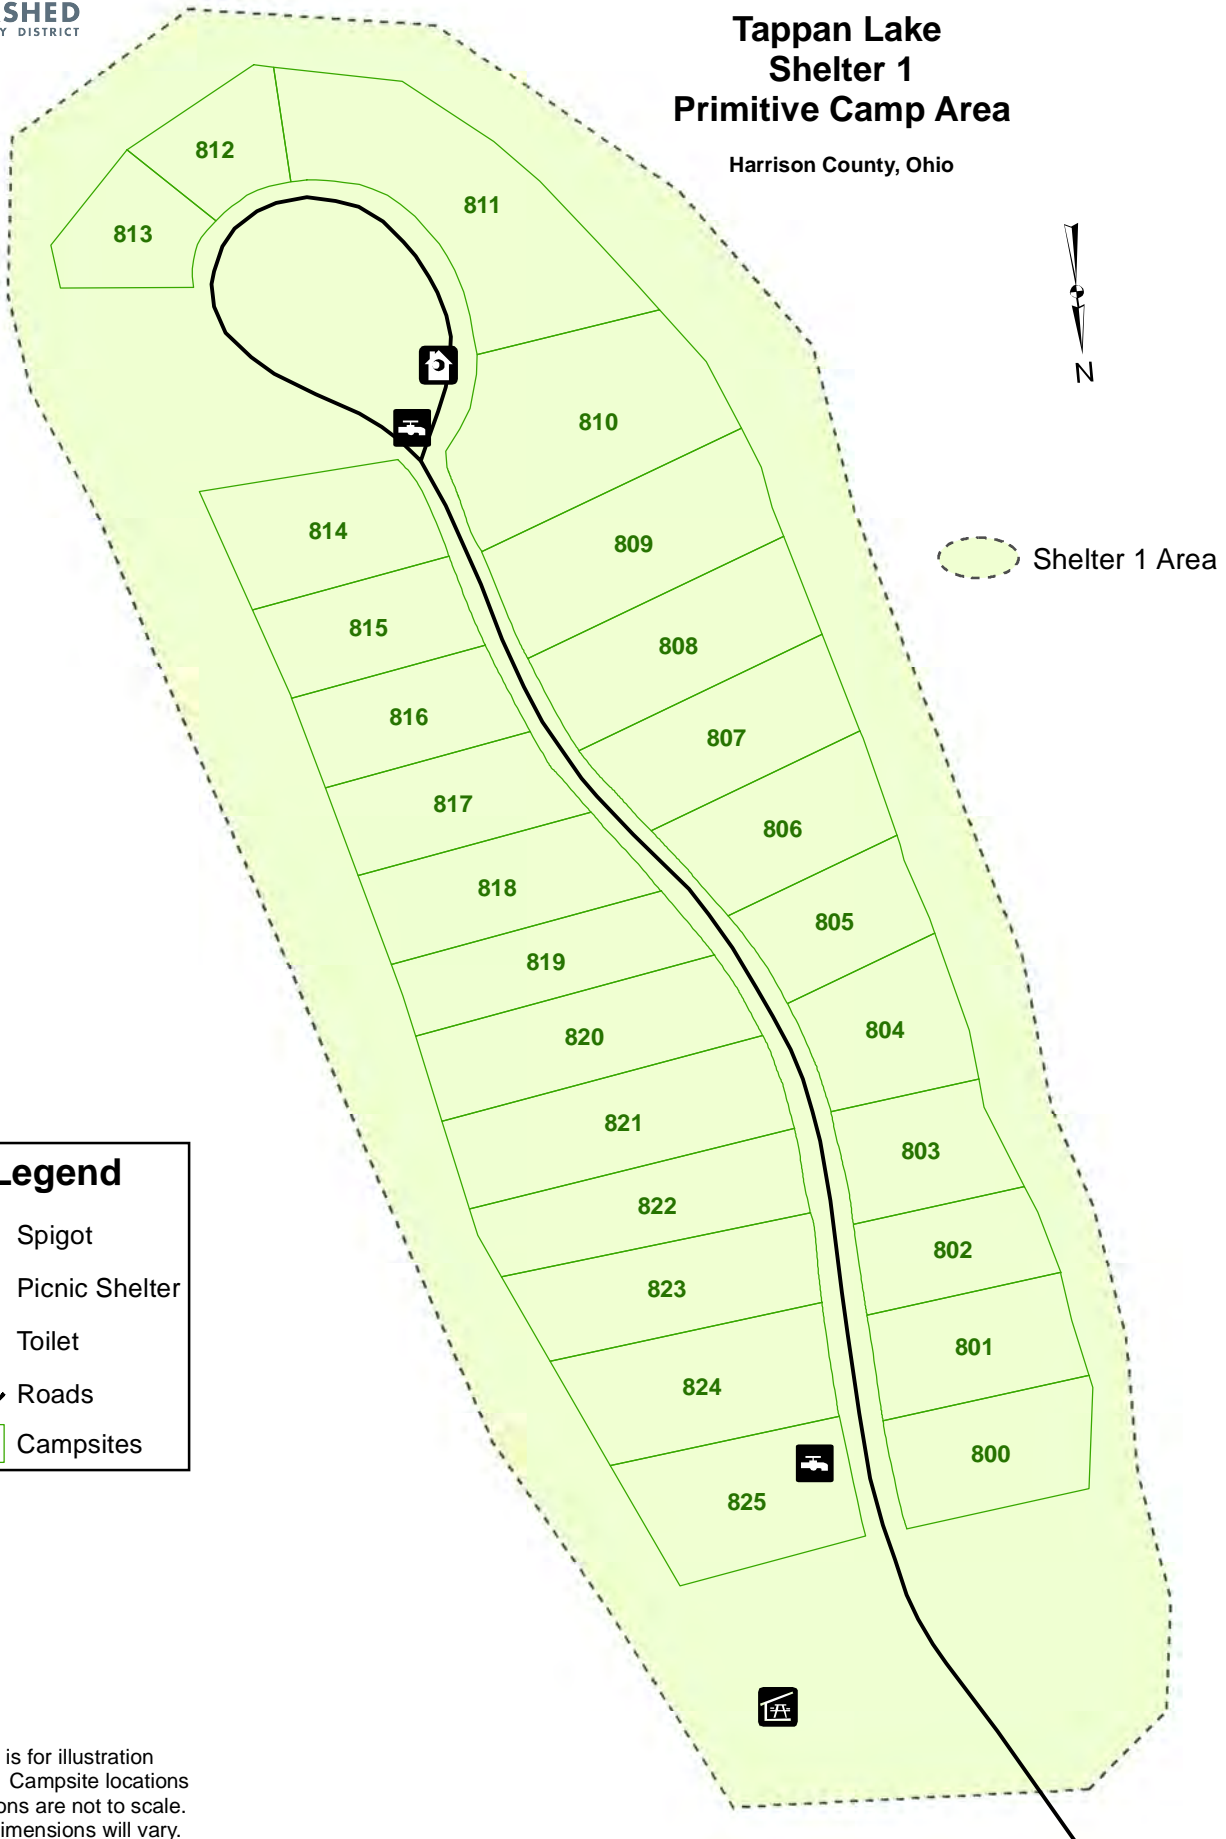 Y DISTRICT
Tappan Lake
Shelter 1
Primitive Camp Area
Harrison County, Ohio
N
812
811
813
810
814
809
Shelter 1 Area
815
808
816
807
817
806
818
805
819
804
820
821
803
822
802
823
801
824
800
825
Legend
Spigot
Picnic Shelter
Toilet
Roads
Campsites
is for illustration
Campsite locations
are not to scale.
will vary.